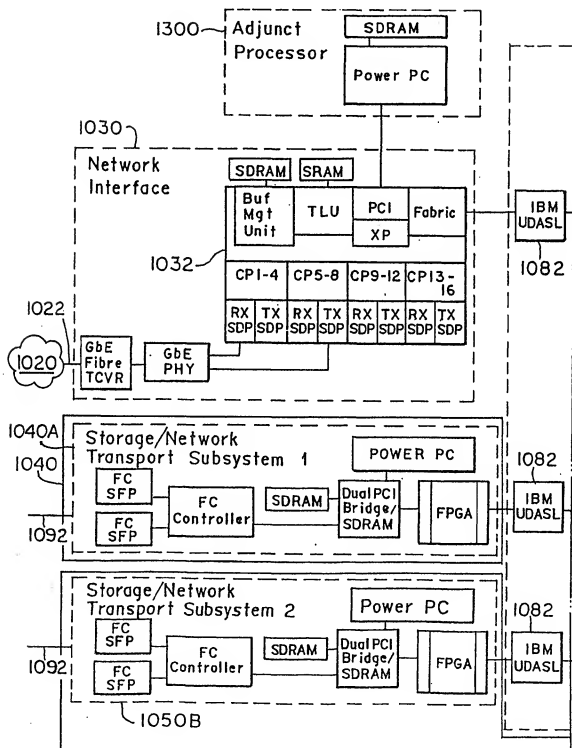 1300
Adjunct
Processor
SDRAM
Power PC
1030
Network
Interface
SDRAM
SRAM
Buf
Mgt
Unit
TLU
PCI
XP
Fabric
1032
CP1-4
CP5-8
CP9-12
CP13-
16
RX
SDP
TX
SDP
RX
SDP
TX
SDP
RX
SDP
TX
SDP
RX
SDP
TX
SDP
IBM
UDASL
1082
1022
1020
GbE
Fibre
TCVR
GbE
PHY
1040A
1040
1092
Storage/Network
Transport Subsystem 1
FC
SFP
FC
SFP
FC
Controller
SDRAM
POWER PC
Dual PCI
Bridge/
SDRAM
FPGA
1082
IBM
UDASL
Storage/Network
Transport Subsystem 2
1092
FC
SFP
FC
SFP
FC
Controller
SDRAM
Power PC
Dual PCI
Bridge/
SDRAM
FPGA
1082
IBM
UDASL
1050B